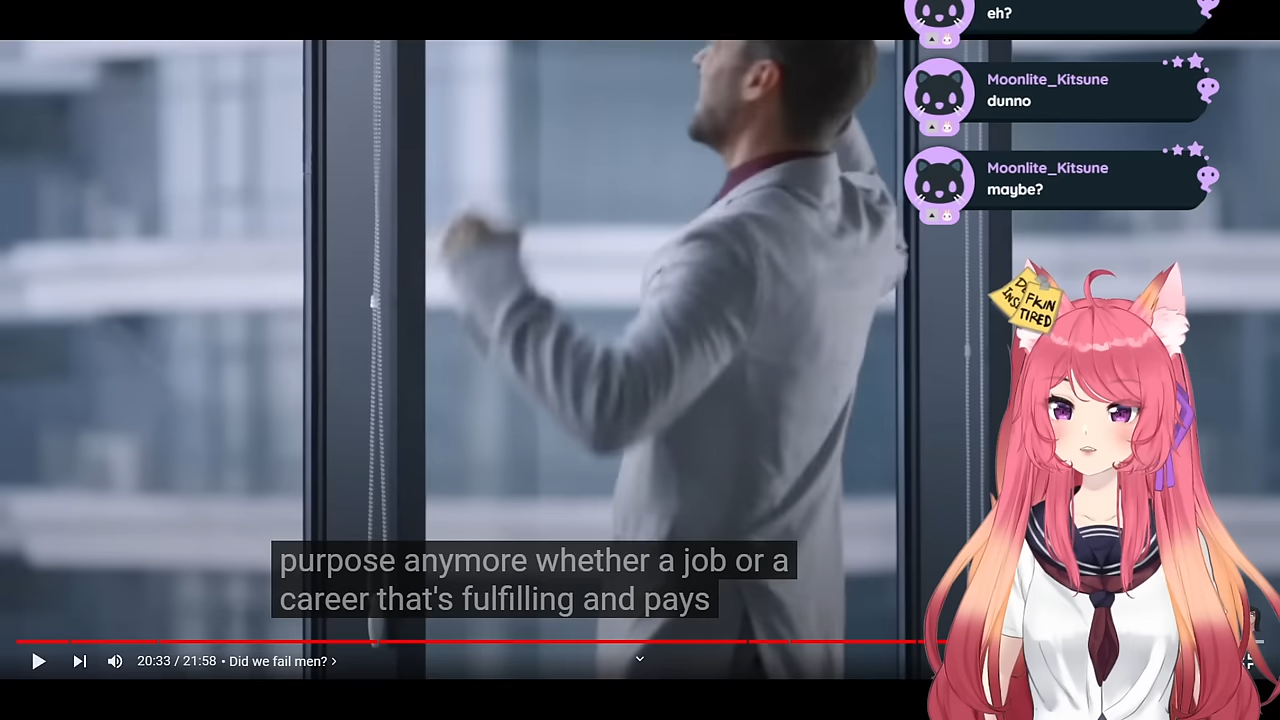 eh?
Moonlite_Kitsune
dunno
Moonlite_Kitsune
maybe?
FKIN
TIRED
purpose anymore whether a job or a
career that's fulfilling and pays
20:33 / 21:58 • Did we fail men? ›